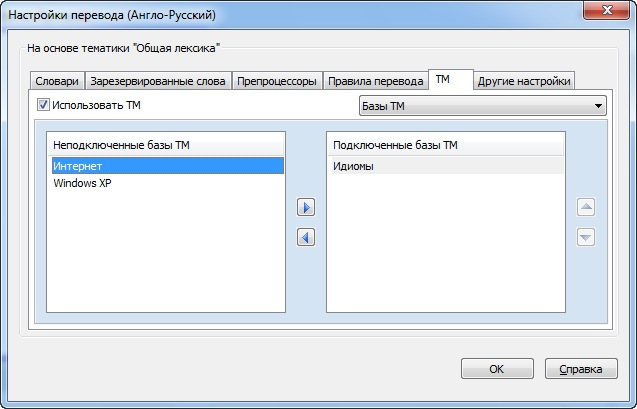 Настройки перевода (Англо-Русский)
На основе тематики "Общая лексика"
Словари Зарезервированные слова Препроцессоры Правила перевода ТМ Другие настройки
Использовать ТМ Базы ТМ
Неподключенные базы ТМ Подключенные базы ТМ
Интернет Идиомы
Windows XP
OK Справка